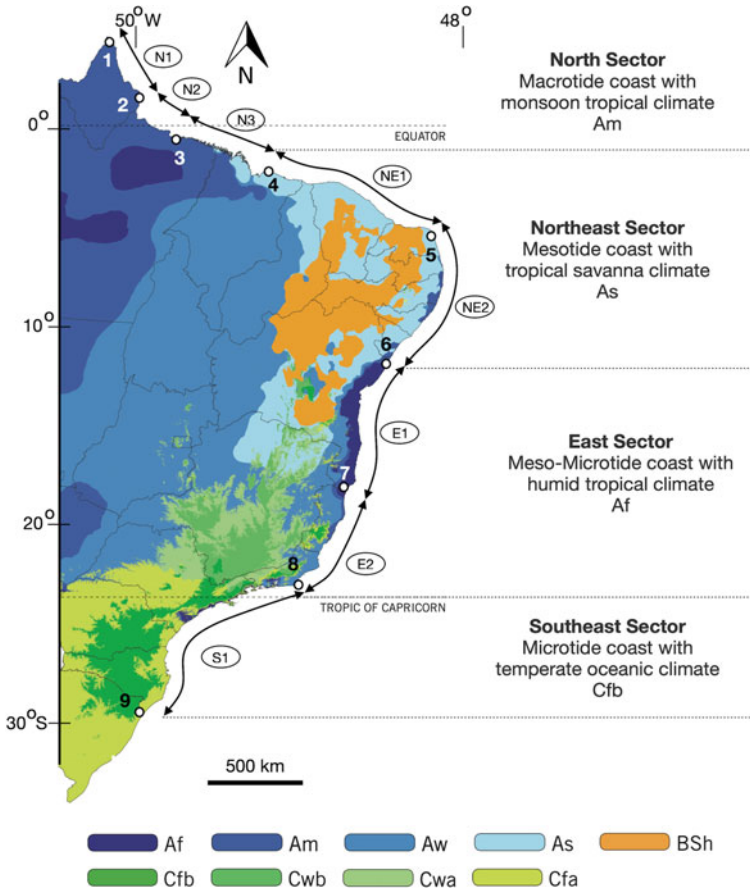 50°W
48°
1
N1
N
North Sector
Macrotide coast with
monsoon tropical climate
Am
2
N2
0°
N3
EQUATOR
3
4
NE1
Northeast Sector
Mesotide coast with
tropical savanna climate
As
5
NE2
10°
6
E1
East Sector
Meso-Microtide coast with
humid tropical climate
Af
7
20°
8
E2
TROPIC OF CAPRICORN
Southeast Sector
Microtide coast with
temperate oceanic climate
Cfb
S1
9
30°S
500 km
Af Am Aw As BSh
Cfb Cwb Cwa Cfa